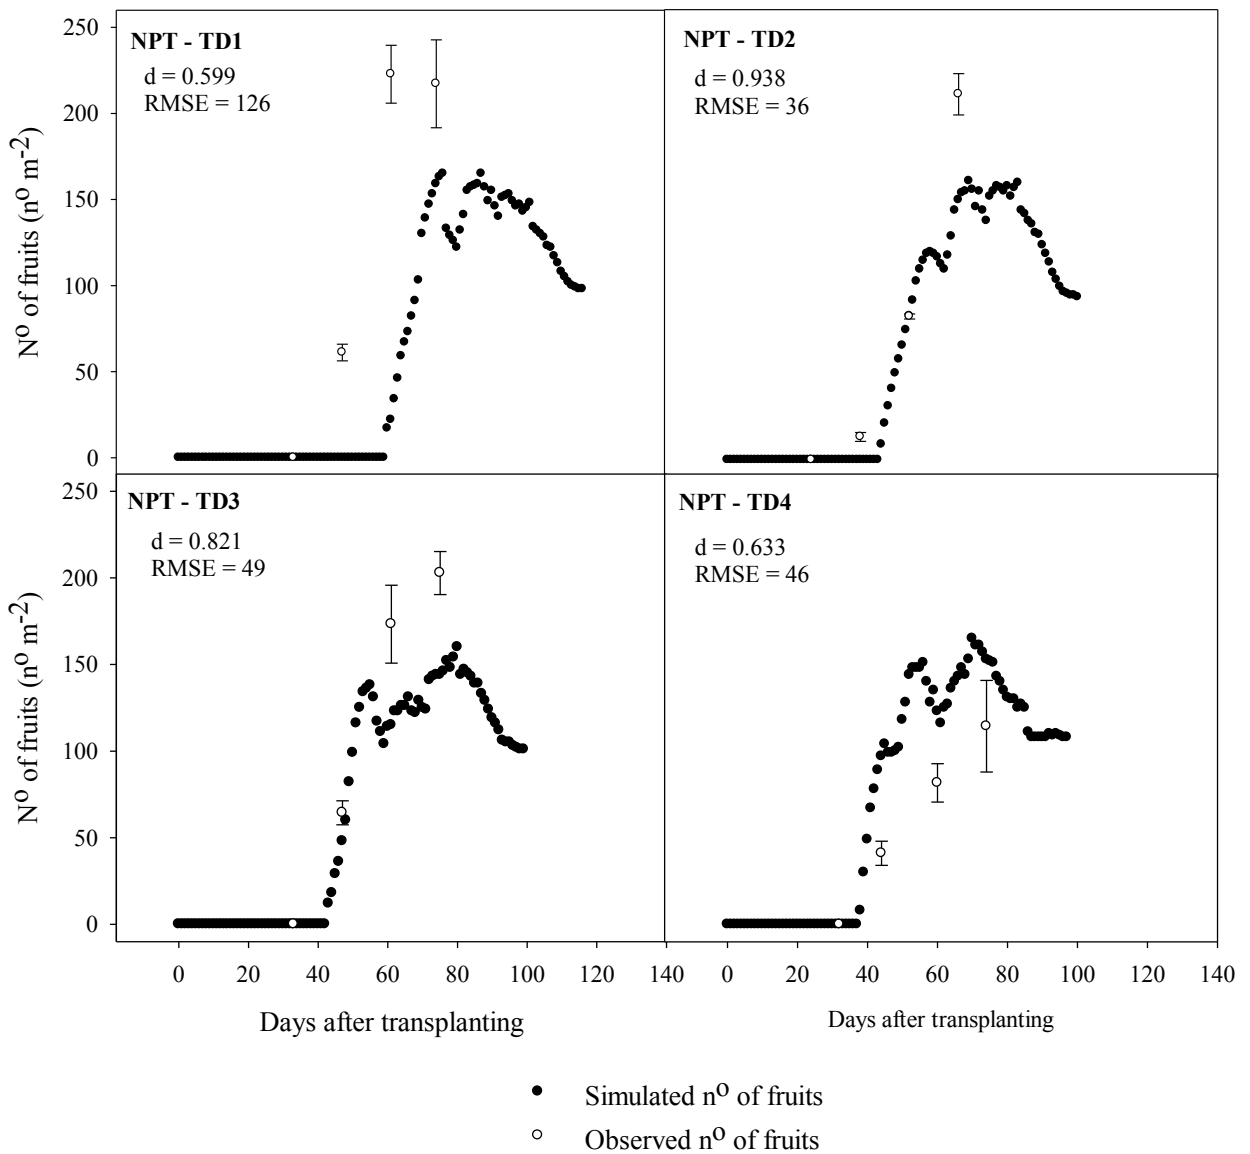 NPT - TD1
d = 0.599
RMSE = 126
NPT - TD2
d = 0.938
RMSE = 36
250
200
150
100
50
0
Nº of fruits (nº m-2)
NPT - TD3
d = 0.821
RMSE = 49
NPT - TD4
d = 0.633
RMSE = 46
250
200
150
100
50
0
Nº of fruits (nº m-2)
0 20 40 60 80 100 120 140
0 20 40 60 80 100 120 140
Days after transplanting
Days after transplanting
Simulated nº of fruits
Observed nº of fruits